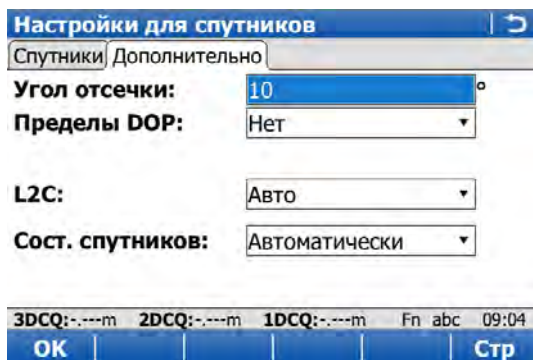 Настройки для спутников
Спутники Дополнительно
Угол отсечки: 10 °
Пределы DOP: Нет
L2C: Авто
Сост. спутников: Автоматически
3DCQ:-.---m 2DCQ:-.---m 1DCQ:-.---m Fn abc 09:04
OK Стр